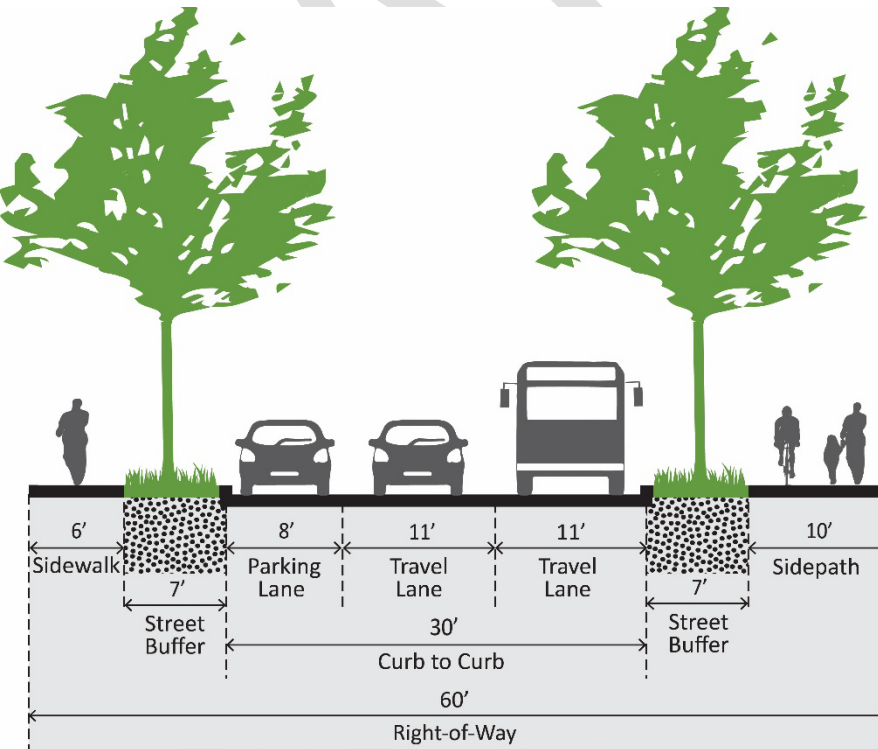 6’
8’
11’
11’
10’
Sidewalk
Parking
Lane
Travel
Lane
Travel
Lane
Sidepath
7’
7’
Street
Buffer
Street
Buffer
30’
Curb to Curb
60’
Right-of-Way